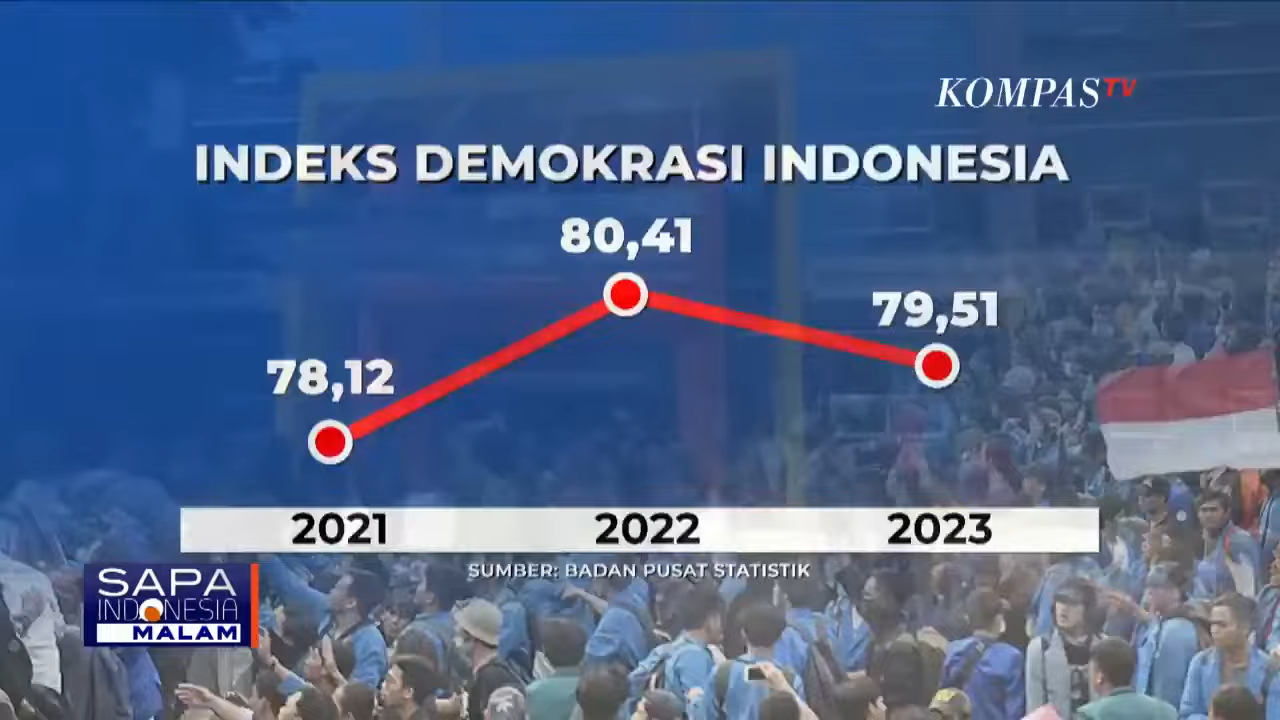 KOMPASTV
INDEKS DEMOKRASI INDONESIA
80,41
79,51
78,12
2021 2022 2023
SUMBER: BADAN PUSAT STATISTIK
SAPA
INDONESIA
MALAM